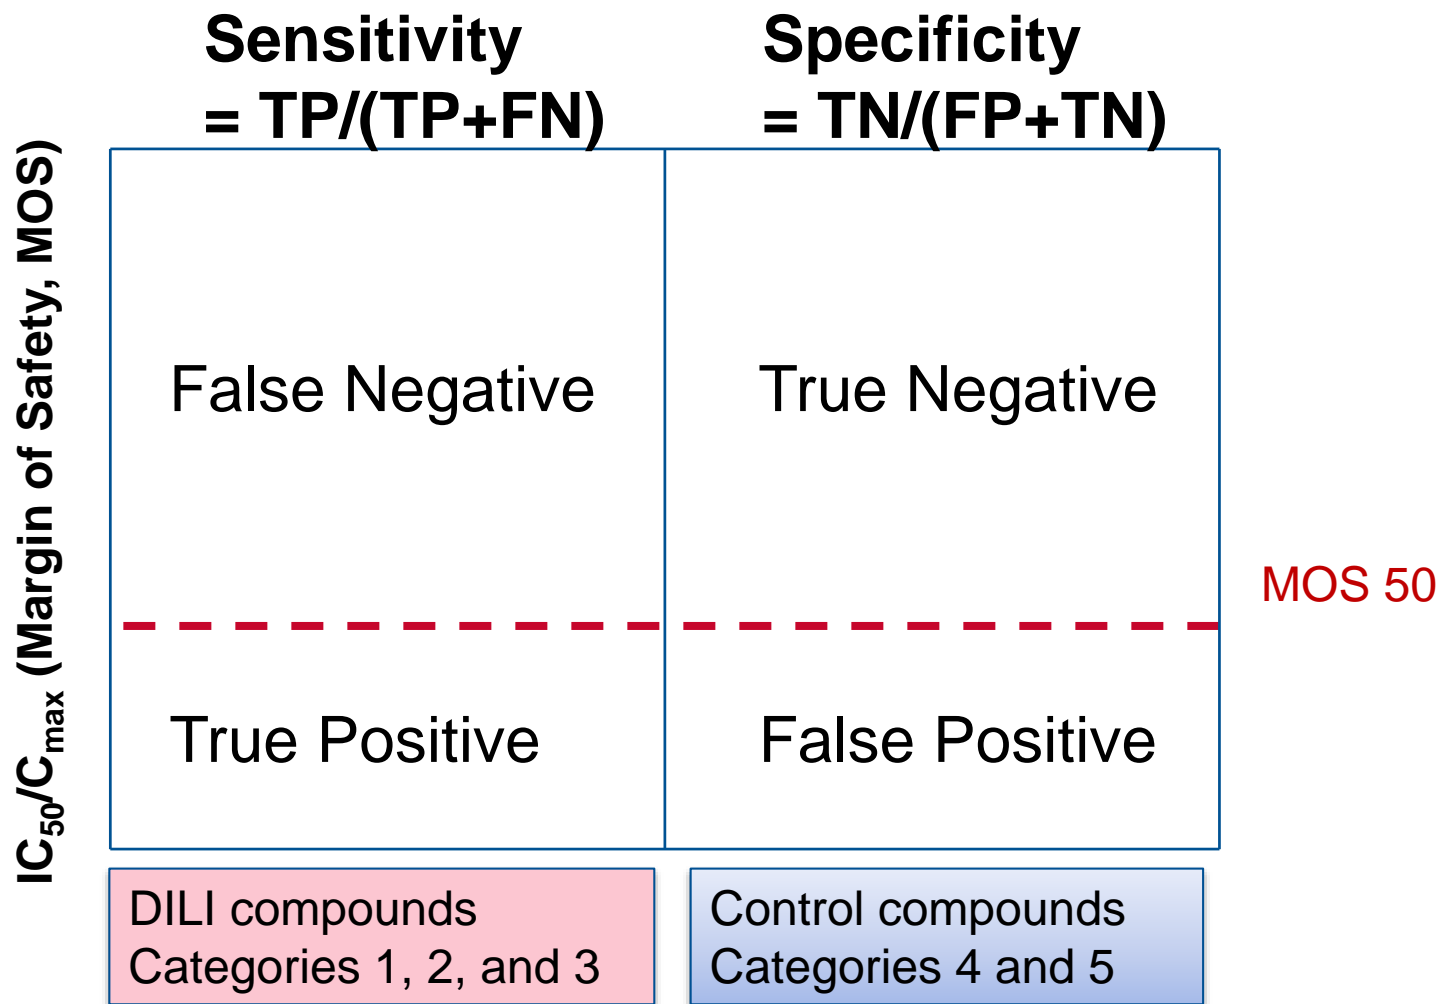 Sensitivity
= TP/(TP+FN)
Specificity
= TN/(FP+TN)
IC50/Cmax (Margin of Safety, MOS)
False Negative
True Negative
MOS 50
True Positive
False Positive
DILI compounds
Categories 1, 2, and 3
Control compounds
Categories 4 and 5